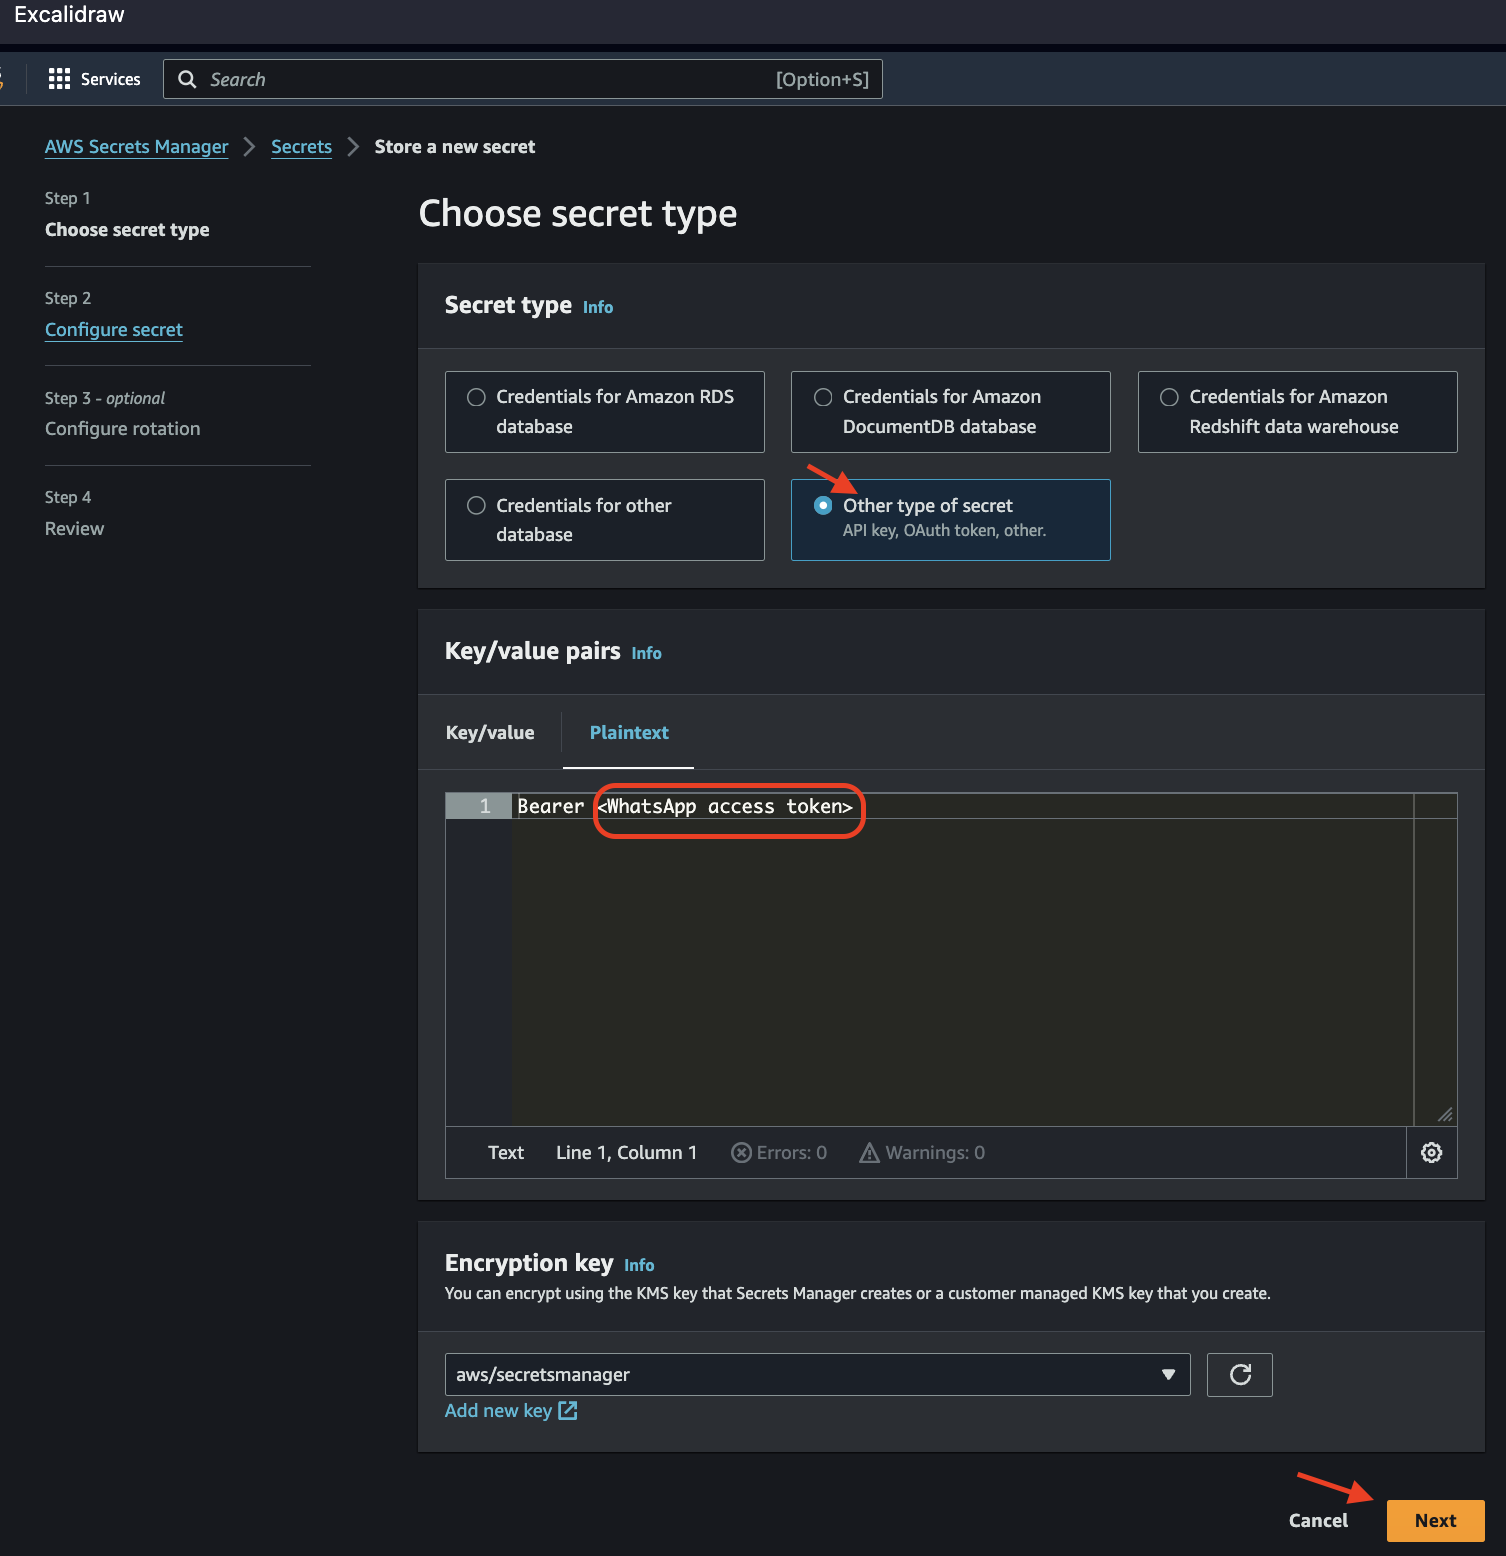 Excalidraw
Services
Search [Option+S]
AWS Secrets Manager Secrets Store a new secret
Step 1
Choose secret type
Step 2
Configure secret
Step 3 - optional
Configure rotation
Step 4
Review
Choose secret type
Secret type Info
Credentials for Amazon RDS
database
Credentials for Amazon
DocumentDB database
Credentials for Amazon
Redshift data warehouse
Credentials for other
database
Other type of secret
API key, OAuth token, other.
Key/value pairs Info
Key/value Plaintext
1 Bearer <WhatsApp access token>
Text Line 1, Column 1 Errors: 0 Warnings: 0
Encryption key Info
You can encrypt using the KMS key that Secrets Manager creates or a customer managed KMS key that you create.
aws/secretsmanager
Add new key
Cancel Next